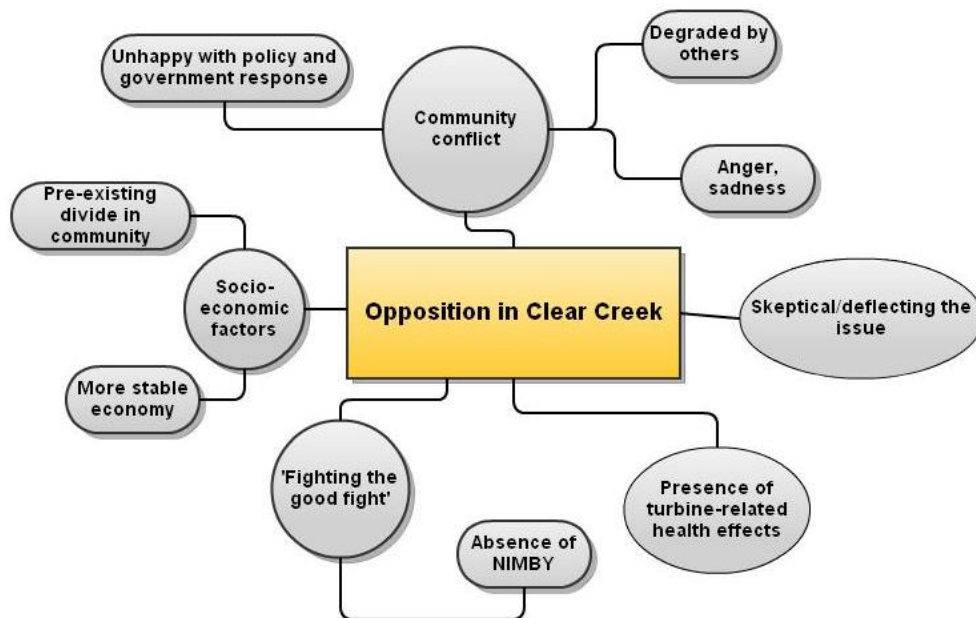 Unhappy with policy and
government response
Community
conflict
Degraded by
others
Anger,
sadness
Pre-existing
divide in
community
Socio-
economic
factors
More stable
economy
Opposition in Clear Creek
Skeptical/deflecting the
issue
'Fighting the
good fight'
Absence of
NIMBY
Presence of
turbine-related
health effects